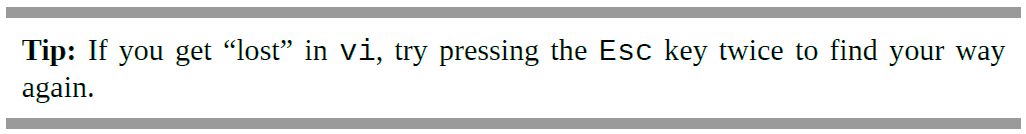 Tip: If you get “lost” in vi, try pressing the Esc key twice to find your way
again.